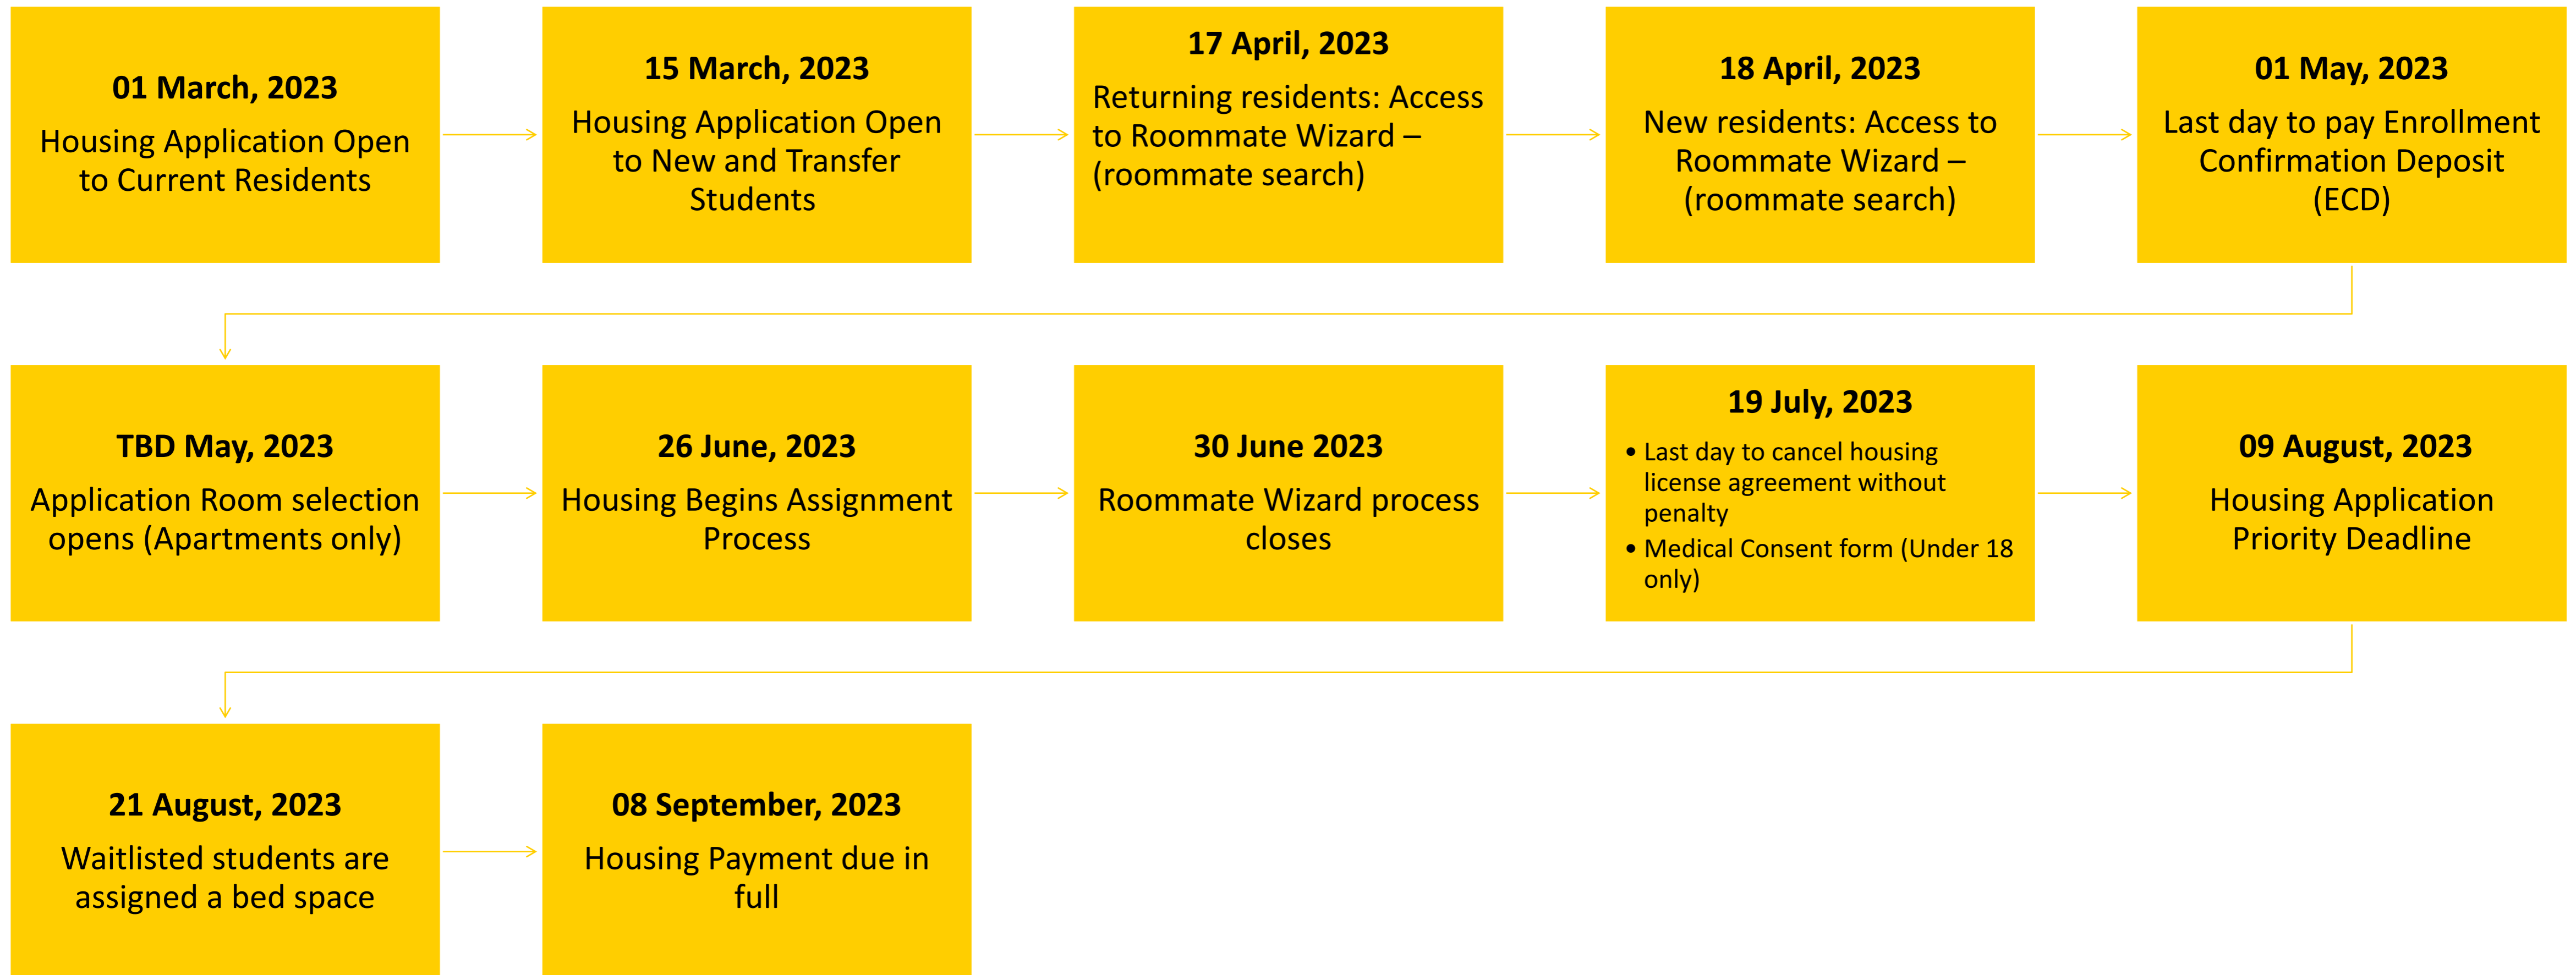 01 March, 2023
Housing Application Open
to Current Residents
15 March, 2023
Housing Application Open
to New and Transfer
Students
17 April, 2023
Returning residents: Access
to Roommate Wizard –
(roommate search)
18 April, 2023
New residents: Access to
Roommate Wizard –
(roommate search)
01 May, 2023
Last day to pay Enrollment
Confirmation Deposit
(ECD)
TBD May, 2023
Application Room selection
opens (Apartments only)
26 June, 2023
Housing Begins Assignment
Process
30 June 2023
Roommate Wizard process
closes
19 July, 2023
• Last day to cancel housing
license agreement without
penalty
• Medical Consent form (Under 18
only)
09 August, 2023
Housing Application
Priority Deadline
21 August, 2023
Waitlisted students are
assigned a bed space
08 September, 2023
Housing Payment due in
full